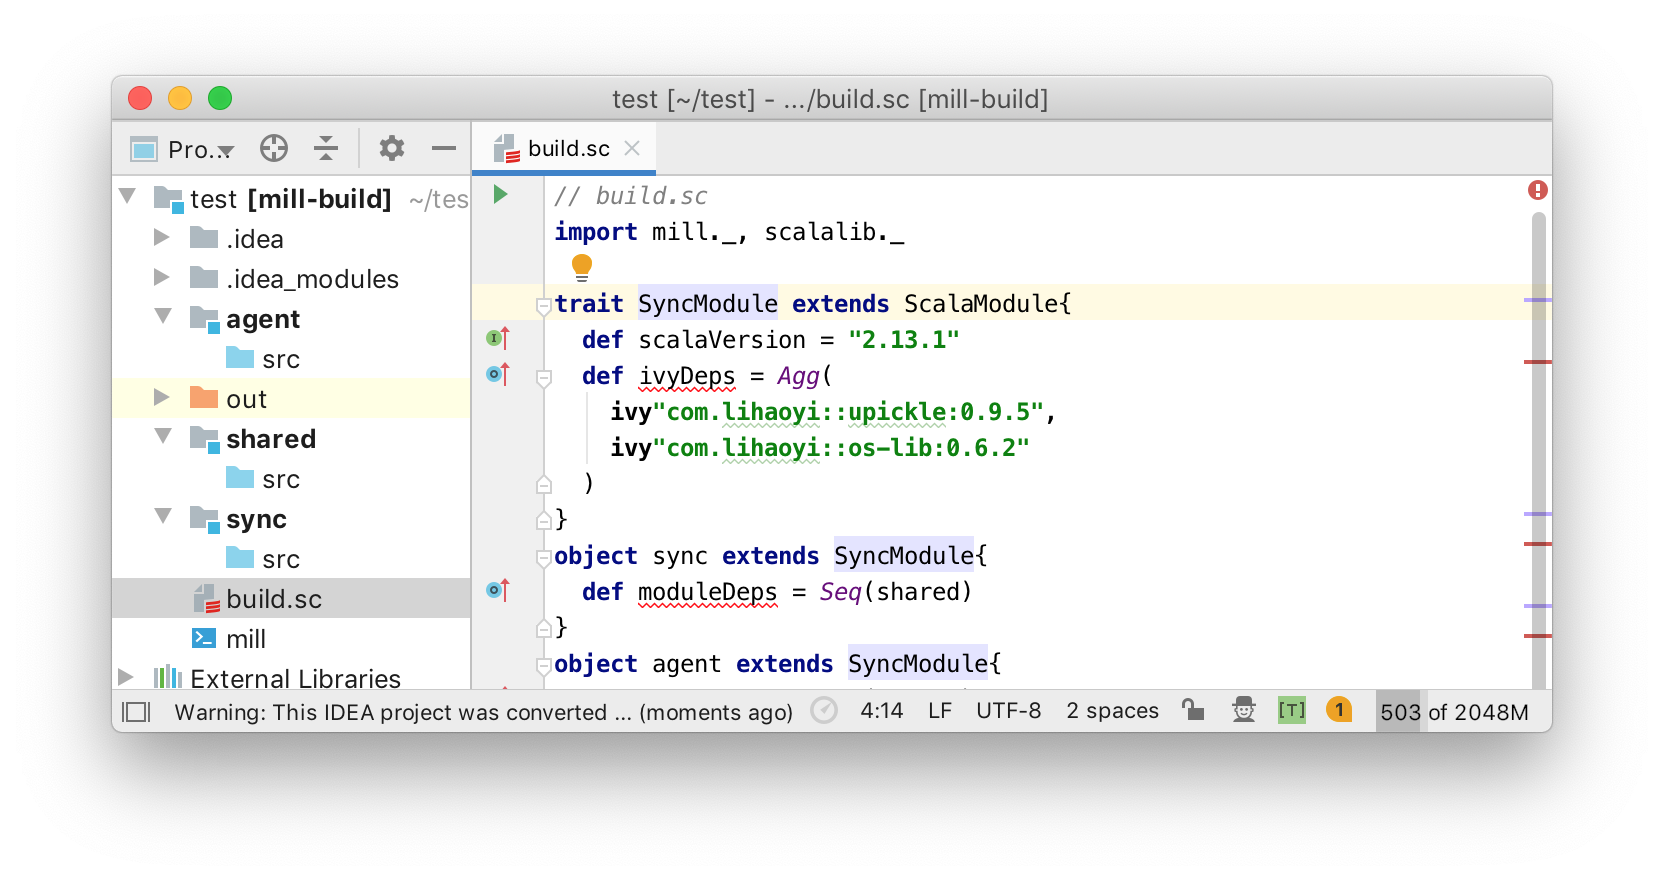 test [~/test] - .../build.sc [mill-build]
Pro...
build.sc
test [mill-build] ~/tes
.idea
.idea_modules
agent
src
out
shared
src
sync
src
build.sc
mill
External Libraries
// build.sc
import mill._, scalalib._
trait SyncModule extends ScalaModule{
  def scalaVersion = "2.13.1"
  def ivyDeps = Agg(
    ivy"com.lihaoyi::upickle:0.9.5",
    ivy"com.lihaoyi::os-lib:0.6.2"
  )
}
object sync extends SyncModule{
  def moduleDeps = Seq(shared)
}
object agent extends SyncModule{
Warning: This IDEA project was converted ... (moments ago) 4:14 LF UTF-8 2 spaces [T] 1 503 of 2048M